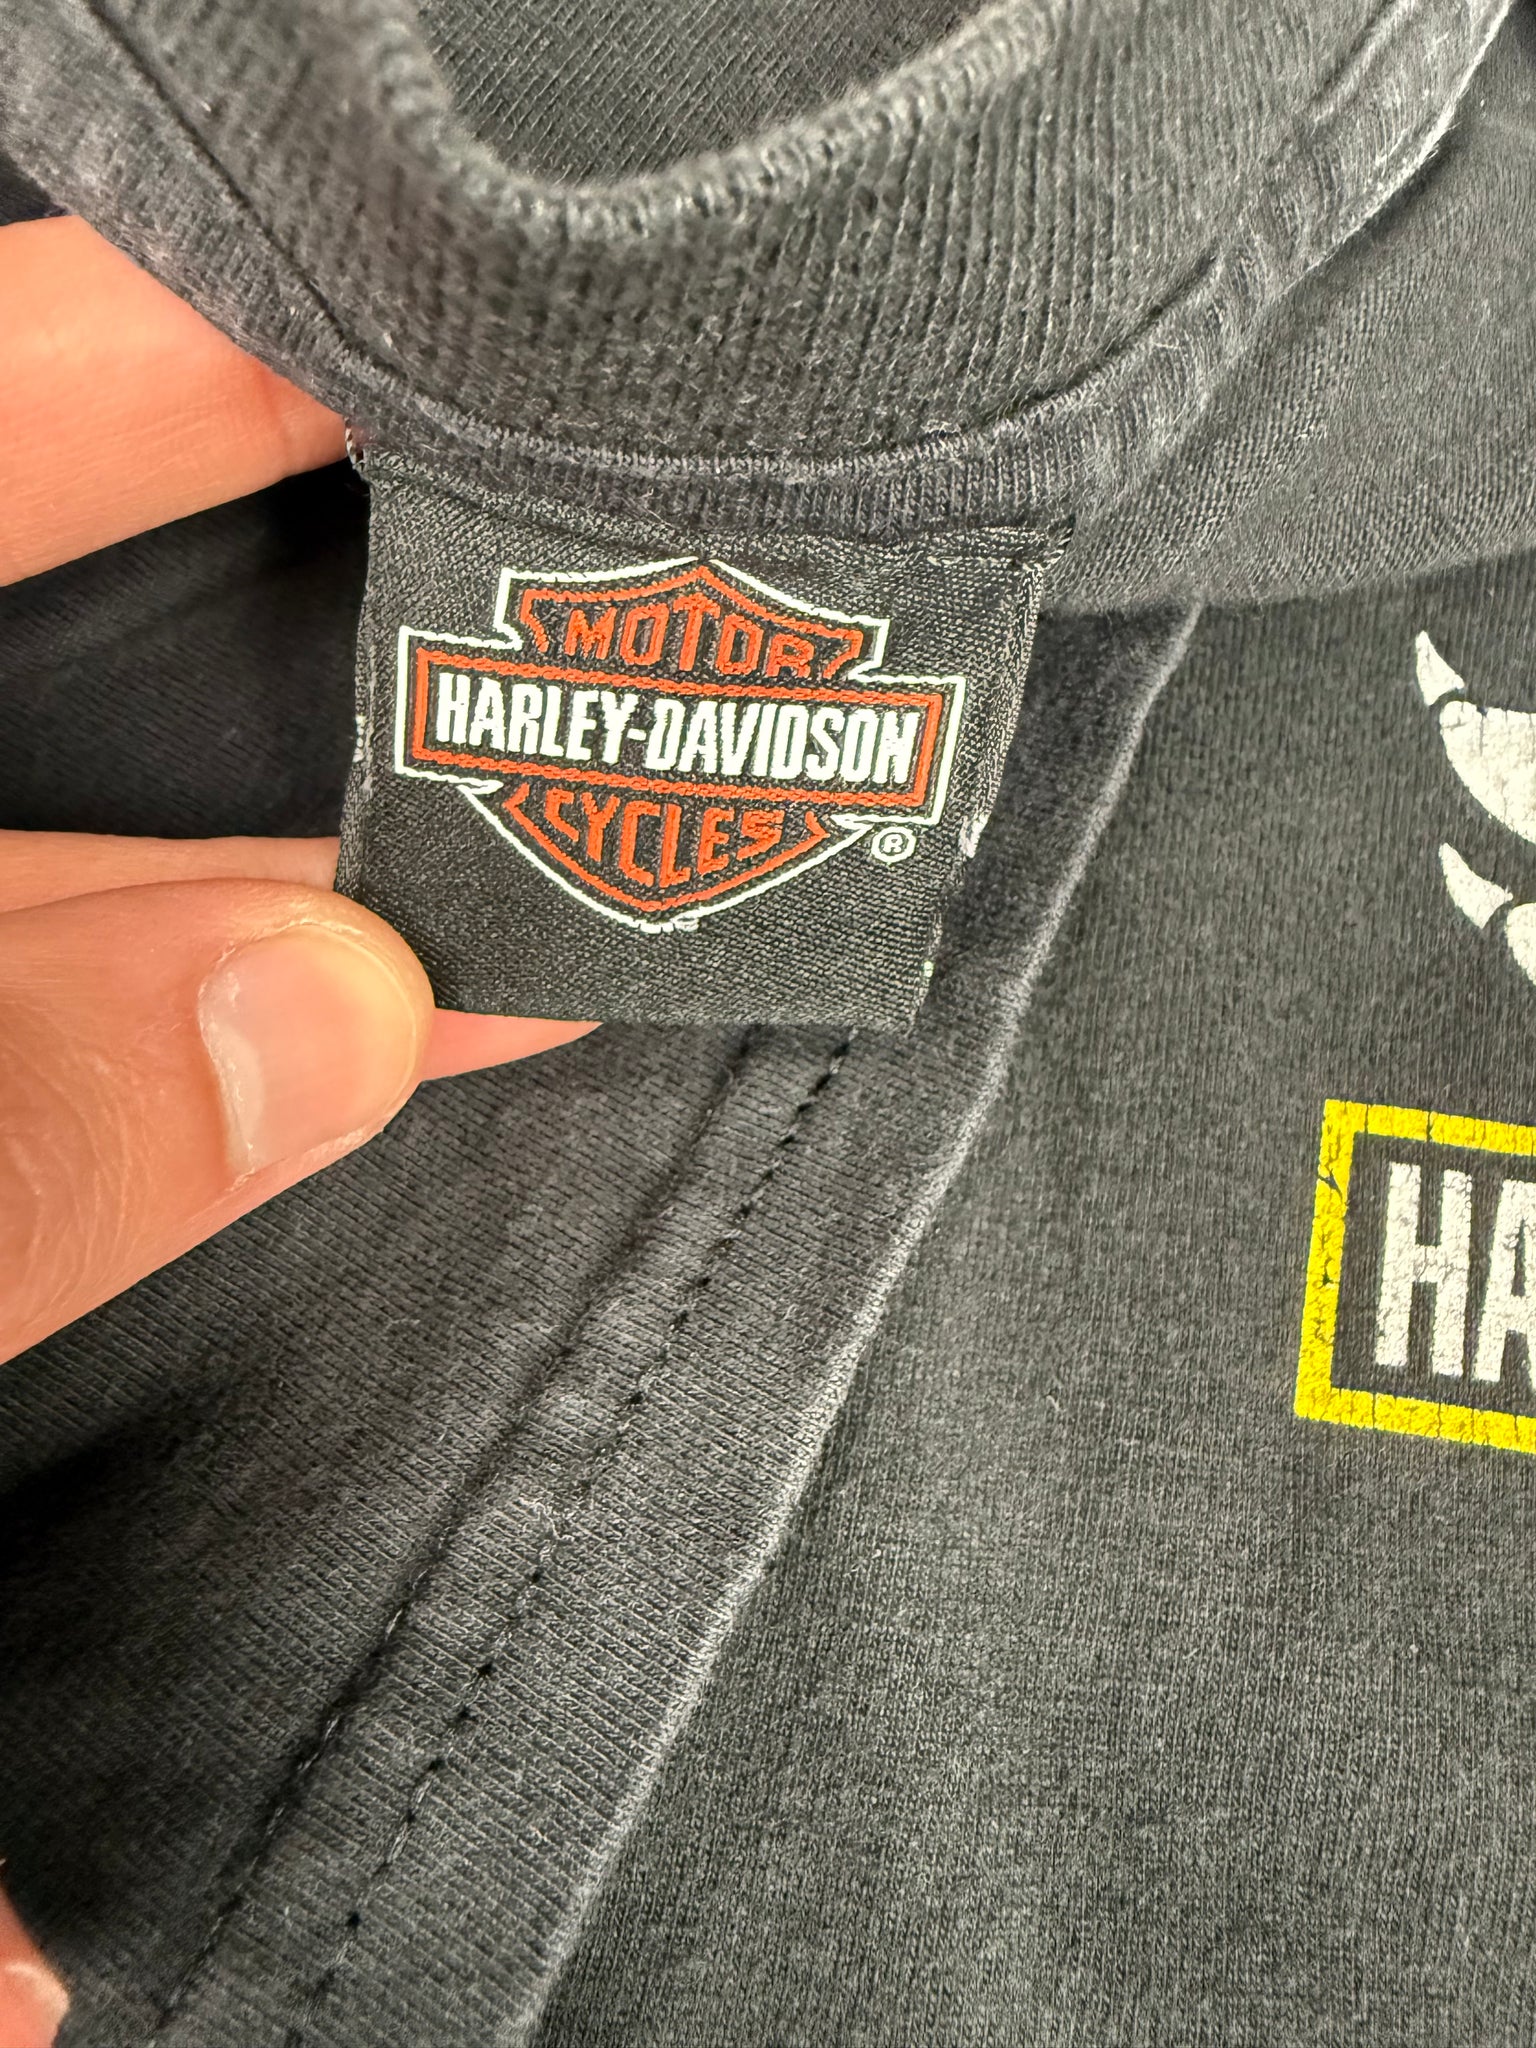 MOTOR
HARLEY-DAVIDSON
CYCLES
®
HA